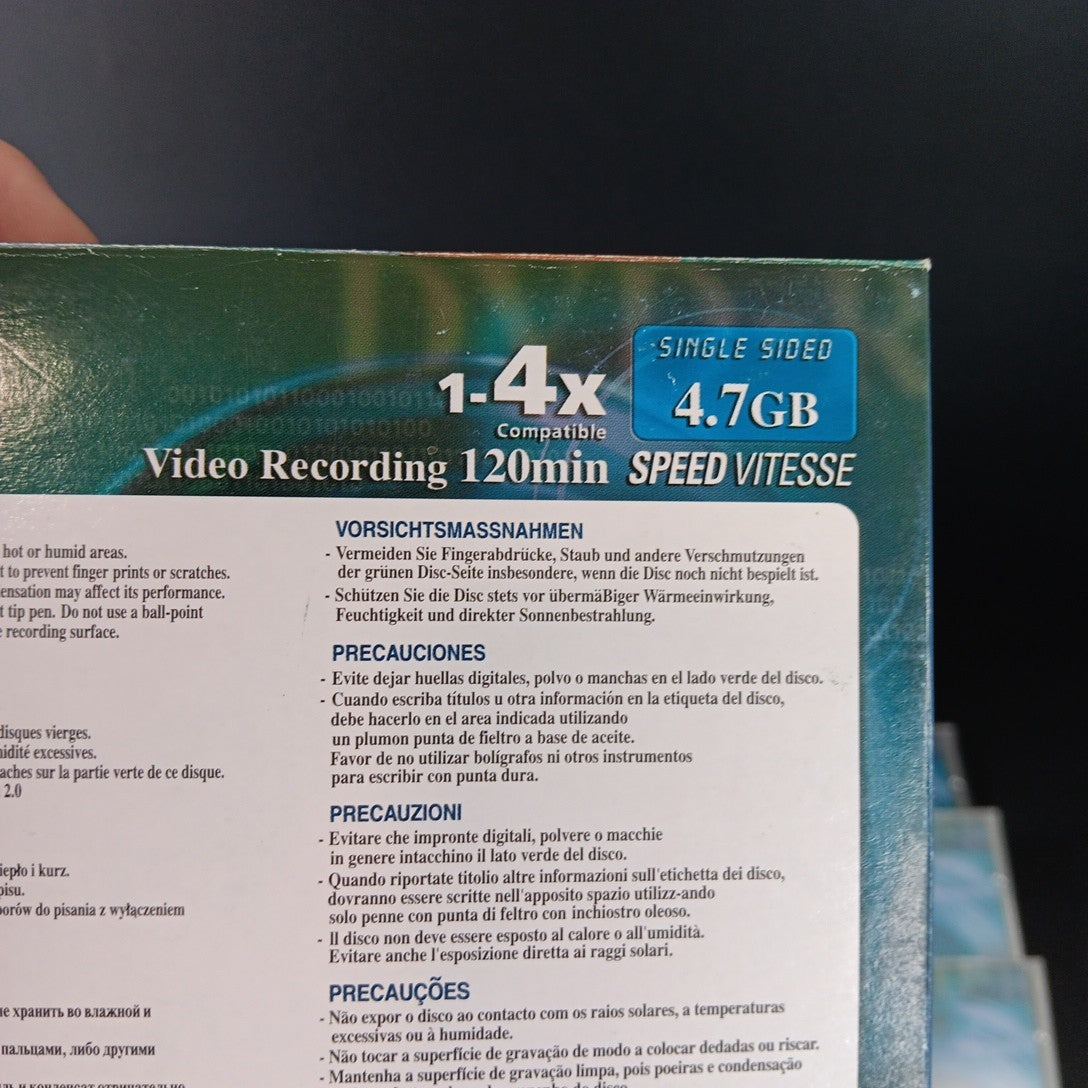 SINGLE SIDED
1-4x
4.7GB
Compatible
Video Recording 120min SPEED VITESSE
hot or humid areas.
t to prevent finger prints or scratches.
ensation may affect its performance.
t tip pen. Do not use a ball-point
recording surface.
disques vierges.
idité excessives.
aches sur la partie verte de ce disque.
2.0
iepło i kurz.
pisu.
orów do pisania z wyłączeniem
не хранить во влажной и
пальцами, либо другими
VORSICHTSMASSNAHMEN
- Vermeiden Sie Fingerabdrücke, Staub und andere Verschmutzungen
der grünen Disc-Seite insbesondere, wenn die Disc noch nicht bespielt ist.
- Schützen Sie die Disc stets vor übermäBiger Wärmeeinwirkung,
Feuchtigkeit und direkter Sonnenbestrahlung.
PRECAUCIONES
- Evite dejar huellas digitales, polvo o manchas en el lado verde del disco.
- Cuando escriba títulos u otra información en la etiqueta del disco,
debe hacerlo en el area indicada utilizando
un plumon punta de fieltro a base de aceite.
Favor de no utilizar bolígrafos ni otros instrumentos
para escribir con punta dura.
PRECAUZIONI
- Evitare che impronte digitali, polvere o macchie
in genere intacchino il lato verde del disco.
- Quando riportate titolio altre informazioni sull'etichetta dei disco,
dovranno essere scritte nell'apposito spazio utilizz-ando
solo penne con punta di feltro con inchiostro oleoso.
- Il disco non deve essere esposto al calore o all'umidità.
Evitare anche l'esposizione diretta ai raggi solari.
PRECAUÇÕES
- Não expor o disco ao contacto com os raios solares, a temperaturas
excessivas ou à humidade.
- Não tocar a superfície de gravação de modo a colocar dedadas ou riscar.
- Mantenha a superfície de gravação limpa, pois poeiras e condensação